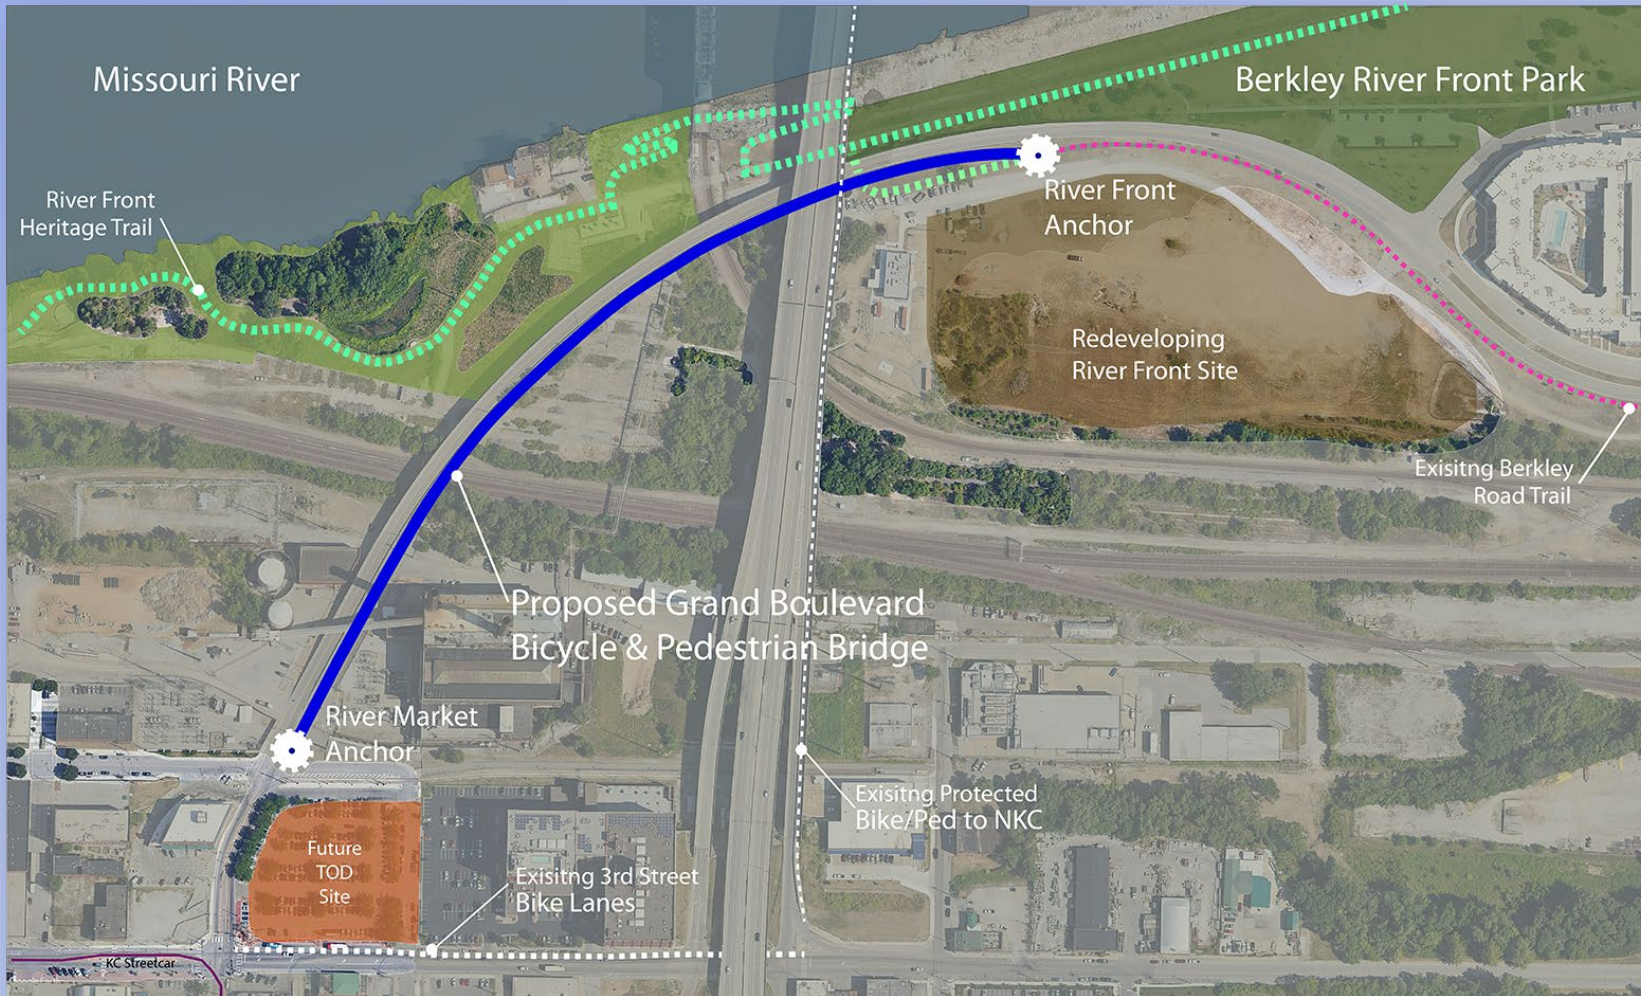 Missouri River
Berkley River Front Park
River Front
Heritage Trail
River Front
Anchor
Redeveloping
River Front Site
Exisitng Berkley
Road Trail
Proposed Grand Boulevard
Bicycle & Pedestrian Bridge
River Market
Anchor
Exisitng Protected
Bike/Ped to NKC
Future
TOD
Site
Exisitng 3rd Street
Bike Lanes
← KC Streetcar